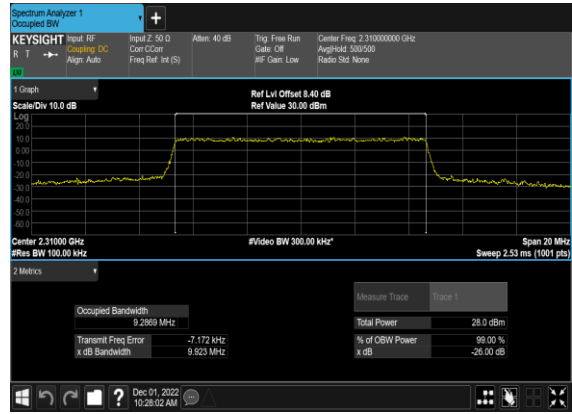 Spectrum Analyzer 1
Occupied BW
+
KEYSIGHT Input: RF Input Z: 50 Ω Atten: 40 dB Trig: Free Run Center Freq: 2.310000000 GHz
R T Coupling: DC Corr CCorr Gate: Off Avg|Hold: 500/500
Align: Auto Freq Ref: Int (S) #IF Gain: Low Radio Std: None
LW
1 Graph
Ref Lvl Offset 8.40 dB
Scale/Div 10.0 dB Ref Value 30.00 dBm
Log
20.0
10.0
0.00
-10.0
-20.0
-30.0
-40.0
-50.0
-60.0
Center 2.31000 GHz #Video BW 300.00 kHz* Span 20 MHz
#Res BW 100.00 kHz Sweep 2.53 ms (1001 pts)
2 Metrics
Measure Trace Trace 1
Occupied Bandwidth
9.2869 MHz Total Power 28.0 dBm
Transmit Freq Error -7.172 kHz % of OBW Power 99.00 %
x dB Bandwidth 9.923 MHz x dB -26.00 dB
? Dec 01, 2022
10:28:02 AM